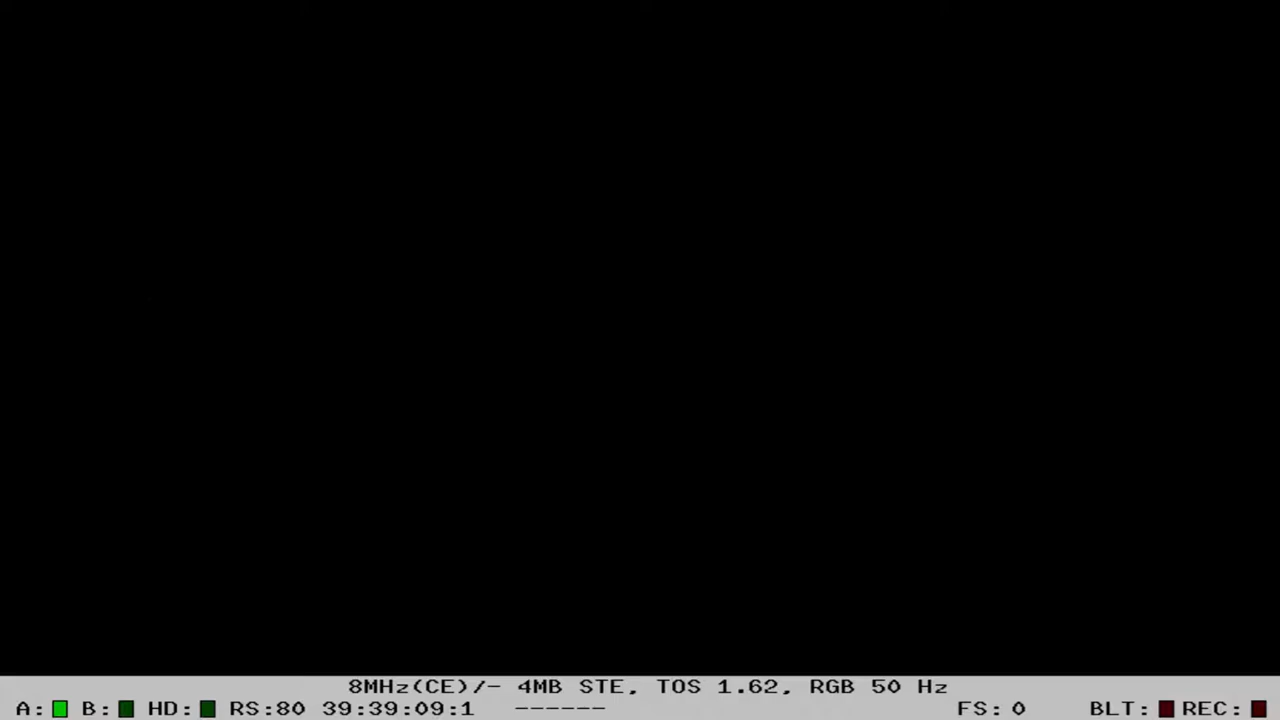 8MHz(CE)/- 4MB STE, TOS 1.62, RGB 50 Hz
A: B: HD: RS:80 39:39:09:1 ------ FS: 0 BLT: REC: